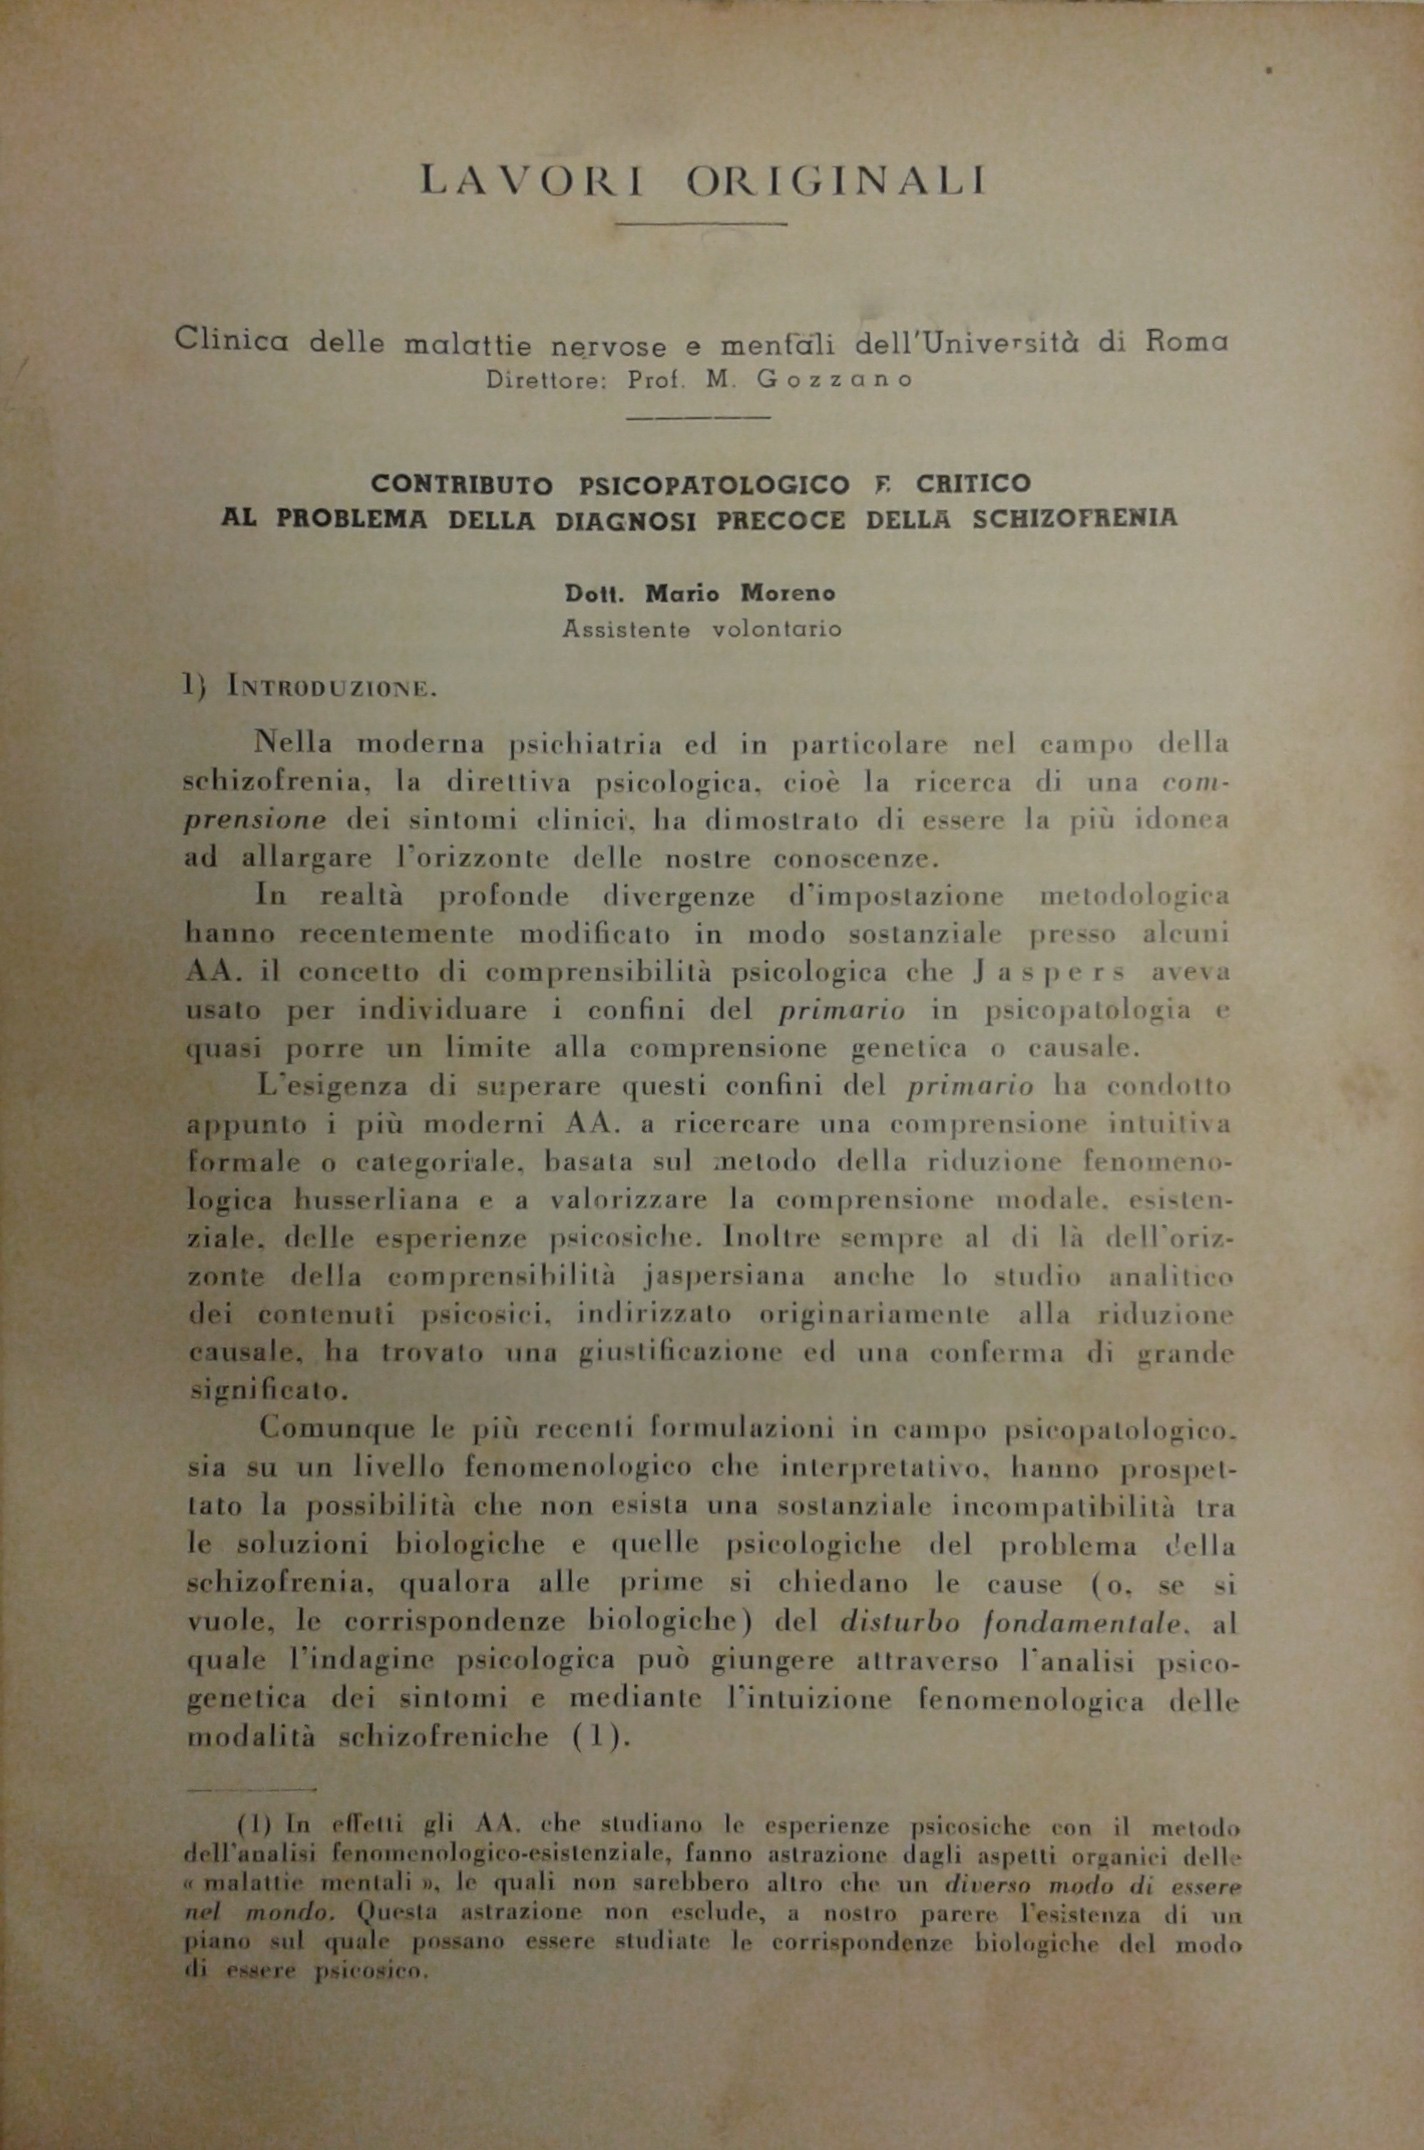 LAVORI ORIGINALI
Clinica delle malattie nervose e mentali dell'Università di Roma
Direttore: Prof. M. Gozzano
CONTRIBUTO PSICOPATOLOGICO E CRITICO
AL PROBLEMA DELLA DIAGNOSI PRECOCE DELLA SCHIZOFRENIA
Dott. Mario Moreno
Assistente volontario
1) INTRODUZIONE.
Nella moderna psichiatria ed in particolare nel campo della
schizofrenia, la direttiva psicologica, cioè la ricerca di una com-
prensione dei sintomi clinici, ha dimostrato di essere la più idonea
ad allargare l'orizzonte delle nostre conoscenze.
In realtà profonde divergenze d'impostazione metodologica
hanno recentemente modificato in modo sostanziale presso alcuni
AA. il concetto di comprensibilità psicologica che Jaspers aveva
usato per individuare i confini del primario in psicopatologia e
quasi porre un limite alla comprensione genetica o causale.
L'esigenza di superare questi confini del primario ha condotto
appunto i più moderni AA. a ricercare una comprensione intuitiva
formale o categoriale, basata sul metodo della riduzione fenomeno-
logica husserliana e a valorizzare la comprensione modale, esisten-
ziale, delle esperienze psicosiche. Inoltre sempre al di là dell'oriz-
zonte della comprensibilità jaspersiana anche lo studio analitico
dei contenuti psicosici, indirizzato originariamente alla riduzione
causale, ha trovato una giustificazione ed una conferma di grande
significato.
Comunque le più recenti formulazioni in campo psicopatologico,
sia su un livello fenomenologico che interpretativo, hanno prospet-
tato la possibilità che non esista una sostanziale incompatibilità tra
le soluzioni biologiche e quelle psicologiche del problema della
schizofrenia, qualora alle prime si chiedano le cause (o, se si
vuole, le corrispondenze biologiche) del disturbo fondamentale, al
quale l'indagine psicologica può giungere attraverso l'analisi psico-
genetica dei sintomi e mediante l'intuizione fenomenologica delle
modalità schizofreniche (1).
(1) In effetti gli AA. che studiano le esperienze psicosiche con il metodo
dell'analisi fenomenologico-esistenziale, fanno astrazione dagli aspetti organici delle
« malattie mentali », le quali non sarebbero altro che un diverso modo di essere
nel mondo. Questa astrazione non esclude, a nostro parere l'esistenza di un
piano sul quale possano essere studiate le corrispondenze biologiche del modo
di essere psicosico.